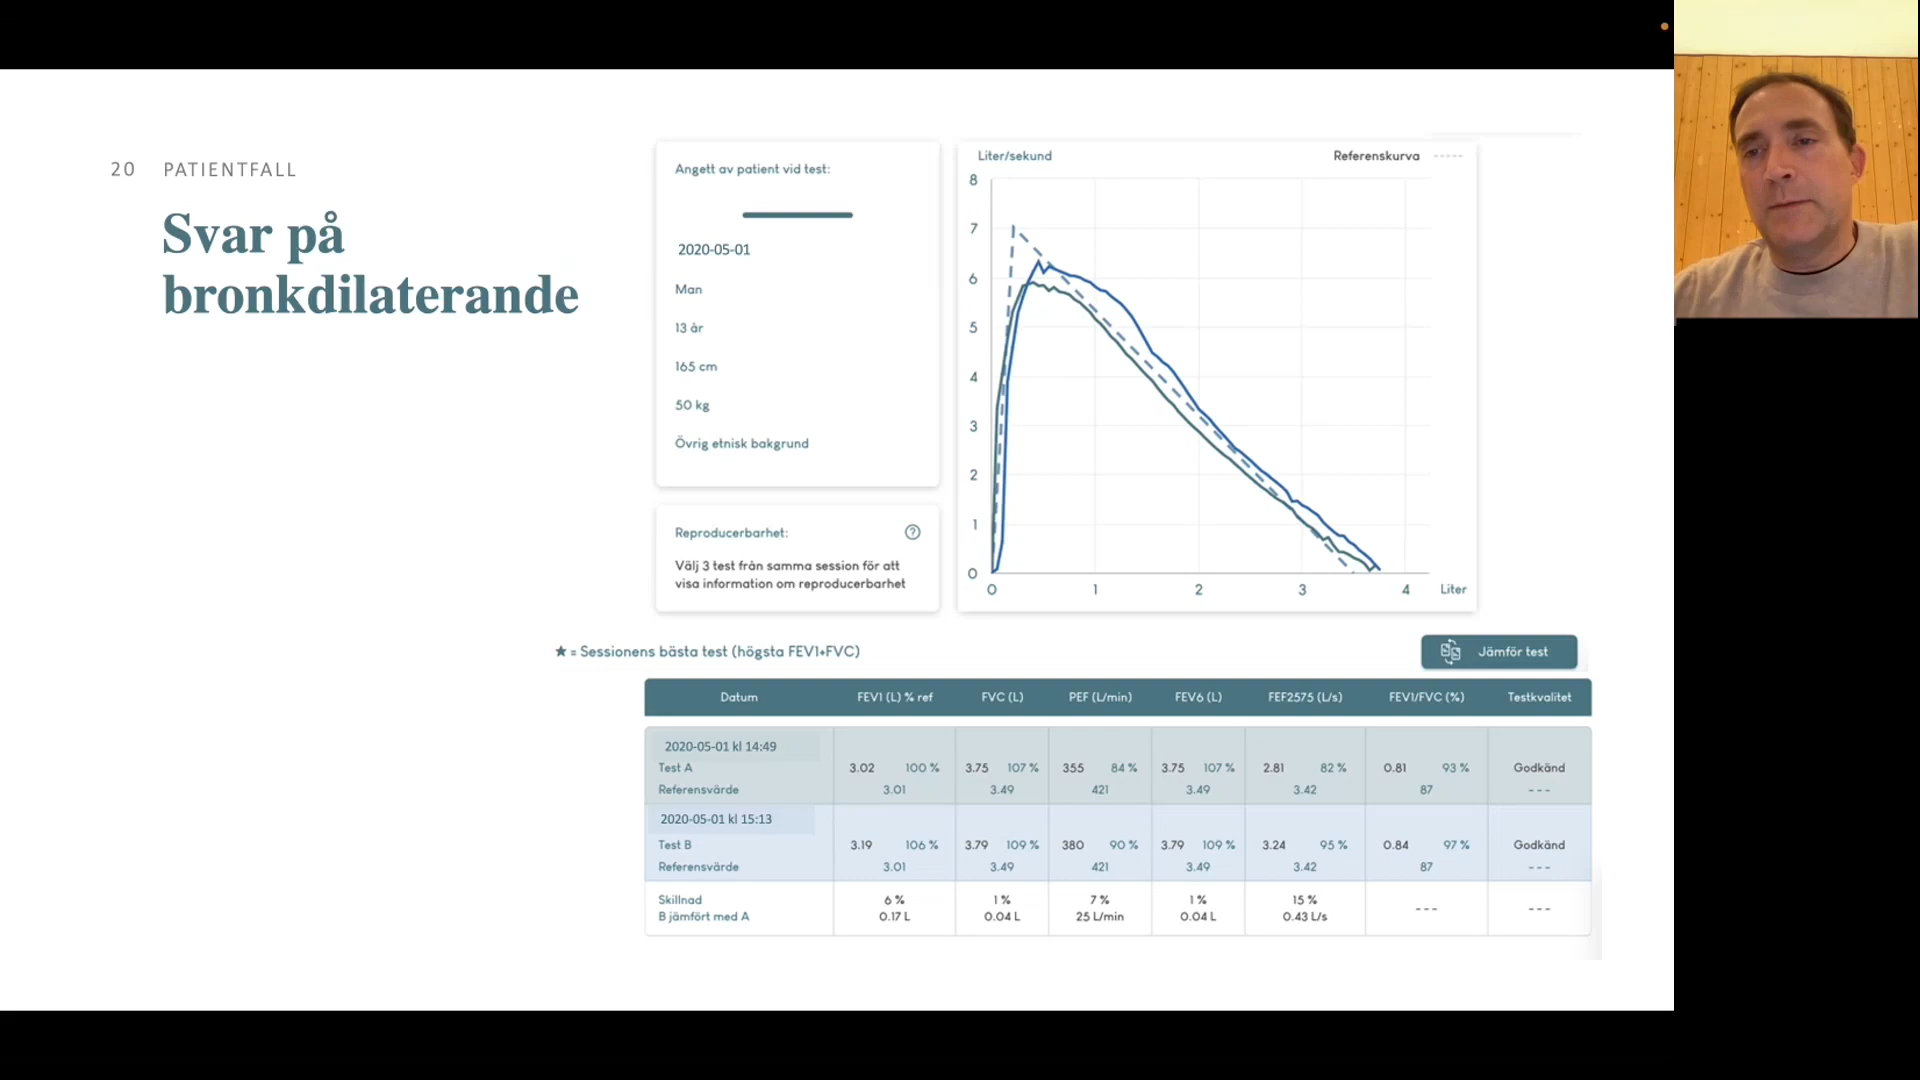 20 PATIENTFALL
Svar på
bronkdilaterande
Angett av patient vid test:
2020-05-01
Man
13 år
165 cm
50 kg
Övrig etnisk bakgrund
Reproducerbarhet: ?
Välj 3 test från samma session för att
visa information om reproducerbarhet
Liter/sekund Referenskurva
8
7
6
5
4
3
2
1
0
0 1 2 3 4 Liter
★ = Sessionens bästa test (högsta FEV1+FVC)
Jämför test
Datum FEV1 (L) % ref FVC (L) PEF (L/min) FEV6 (L) FEF2575 (L/s) FEV1/FVC (%) Testkvalitet
2020-05-01 kl 14:49
Test A 3.02 100 % 3.75 107 % 355 84 % 3.75 107 % 2.81 82 % 0.81 93 % Godkänd
Referensvärde 3.01 3.49 421 3.49 3.42 87 ---
2020-05-01 kl 15:13
Test B 3.19 106 % 3.79 109 % 380 90 % 3.79 109 % 3.24 95 % 0.84 97 % Godkänd
Referensvärde 3.01 3.49 421 3.49 3.42 87 ---
Skillnad 6 % 1 % 7 % 1 % 15 % --- ---
B jämfört med A 0.17 L 0.04 L 25 L/min 0.04 L 0.43 L/s